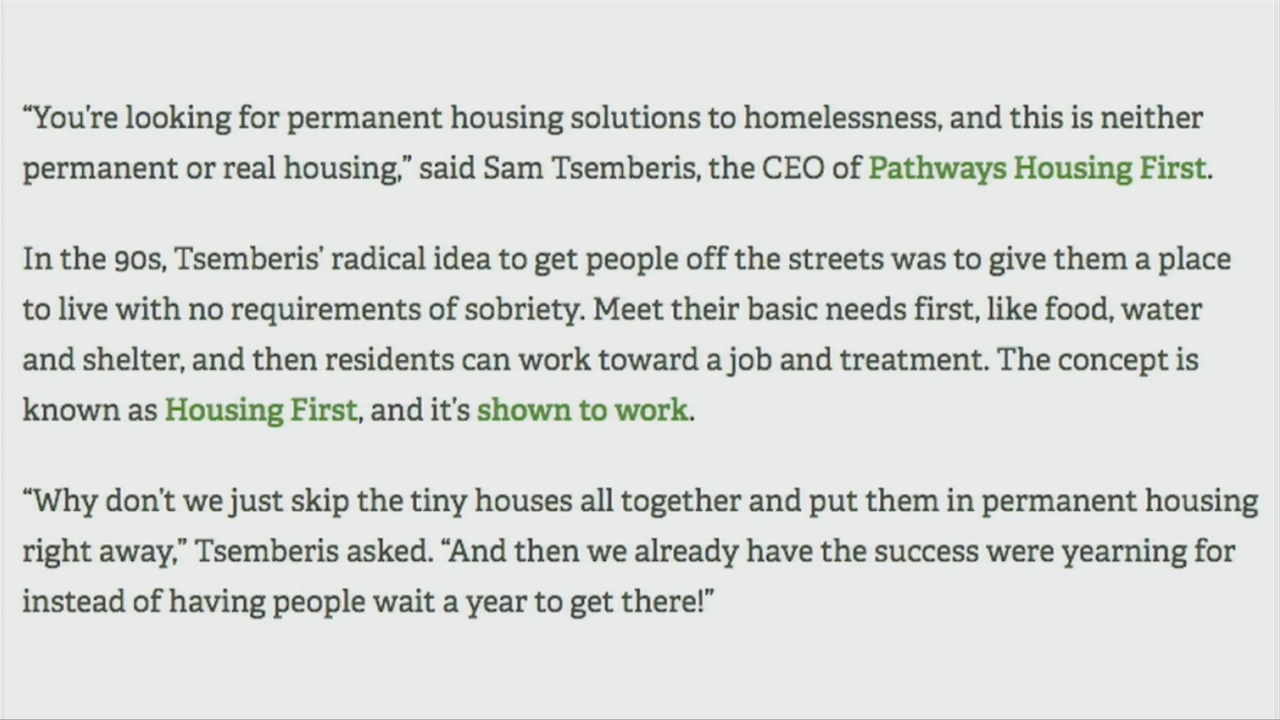 “You’re looking for permanent housing solutions to homelessness, and this is neither
permanent or real housing,” said Sam Tsemberis, the CEO of Pathways Housing First.
In the 90s, Tsemberis’ radical idea to get people off the streets was to give them a place
to live with no requirements of sobriety. Meet their basic needs first, like food, water
and shelter, and then residents can work toward a job and treatment. The concept is
known as Housing First, and it’s shown to work.
“Why don’t we just skip the tiny houses all together and put them in permanent housing
right away,” Tsemberis asked. “And then we already have the success were yearning for
instead of having people wait a year to get there!”